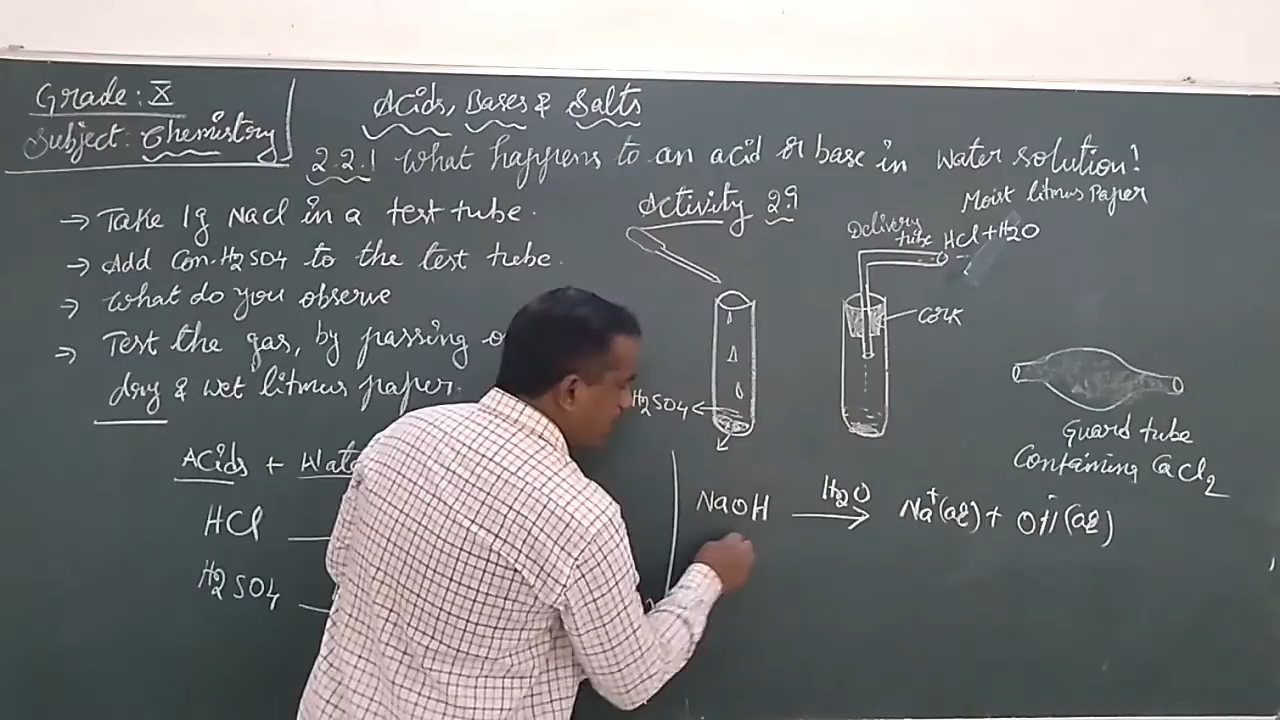 Grade: X
Subject: Chemistry
Acids, Bases & Salts
2.2.1 What happens to an acid or base in water solution!
→ Take 1g Nacl in a test tube.
→ Add Con. H2SO4 to the test tube.
→ What do you observe
→ Test the gas, by passing
dry & wet litmus paper.
Activity 2.9
Moist litmus Paper
Delivery tube
HCl+H2O
Cork
H2SO4
Guard tube
Containing CaCl2
Acids +
HCl
H2SO4
NaOH → H2O Na+(aq) + OH-(aq)